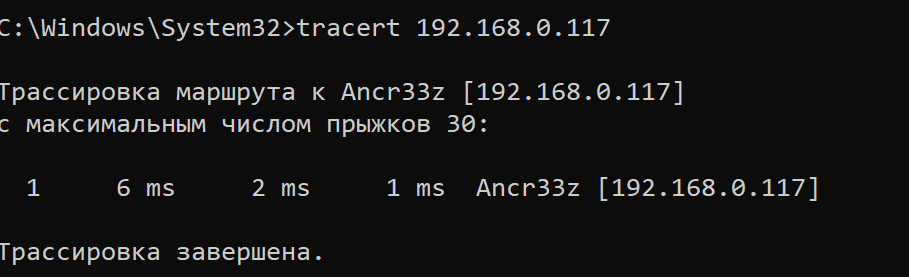 C:\Windows\System32>tracert 192.168.0.117
Трассировка маршрута к Ancr33z [192.168.0.117]
с максимальным числом прыжков 30:
1 6 ms 2 ms 1 ms Ancr33z [192.168.0.117]
Трассировка завершена.